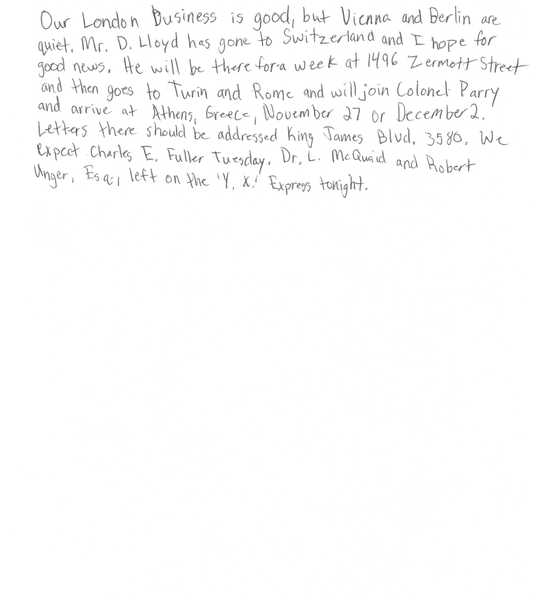 Our London Business is good, but Vienna and Berlin are
quiet. Mr. D. Lloyd has gone to Switzerland and I hope for
good news. He will be there for a week at 1496 Zermott Street
and then goes to Turin and Rome and will join Colonel Parry
and arrive at Athens, Greece, November 27 or December 2.
Letters there should be addressed King James Blvd. 3580. We
expect Charles E. Fuller Tuesday. Dr. L. McQuaid and Robert
Unger, Esq., left on the 'Y. X.' Express tonight.